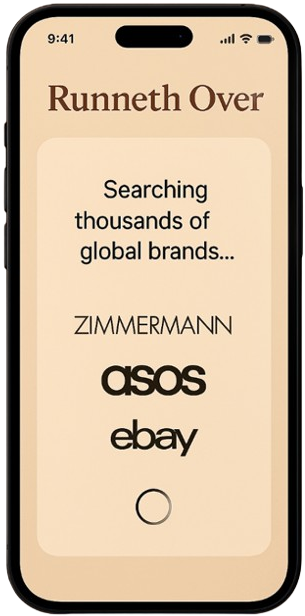 9:41
Runneth Over
Searching
thousands of
global brands...
ZIMMERMANN
asos
ebay